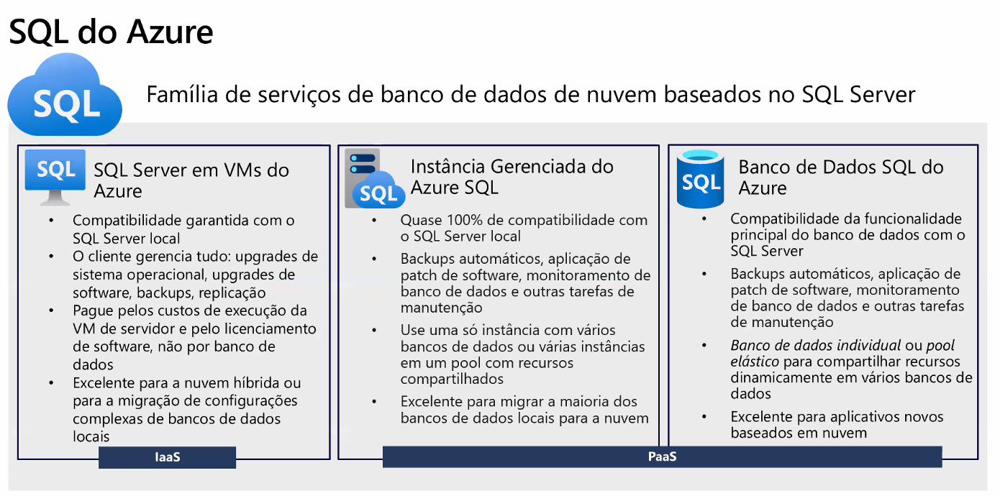 SQL do Azure
SQL
Família de serviços de banco de dados de nuvem baseados no SQL Server
SQL
SQL Server em VMs do
Azure
• Compatibilidade garantida com o
SQL Server local
• O cliente gerencia tudo: upgrades de
sistema operacional, upgrades de
software, backups, replicação
• Pague pelos custos de execução da
VM de servidor e pelo licenciamento
de software, não por banco de
dados
• Excelente para a nuvem híbrida ou
para a migração de configurações
complexas de bancos de dados
locais
IaaS
SQL
Instância Gerenciada do
Azure SQL
• Quase 100% de compatibilidade com
o SQL Server local
• Backups automáticos, aplicação de
patch de software, monitoramento de
banco de dados e outras tarefas de
manutenção
• Use uma só instância com vários
bancos de dados ou várias instâncias
em um pool com recursos
compartilhados
• Excelente para migrar a maioria dos
bancos de dados locais para a nuvem
SQL
Banco de Dados SQL do
Azure
• Compatibilidade da funcionalidade
principal do banco de dados com o
SQL Server
• Backups automáticos, aplicação de
patch de software, monitoramento
de banco de dados e outras tarefas
de manutenção
• Banco de dados individual ou pool
elástico para compartilhar recursos
dinamicamente em vários bancos de
dados
• Excelente para aplicativos novos
baseados em nuvem
PaaS